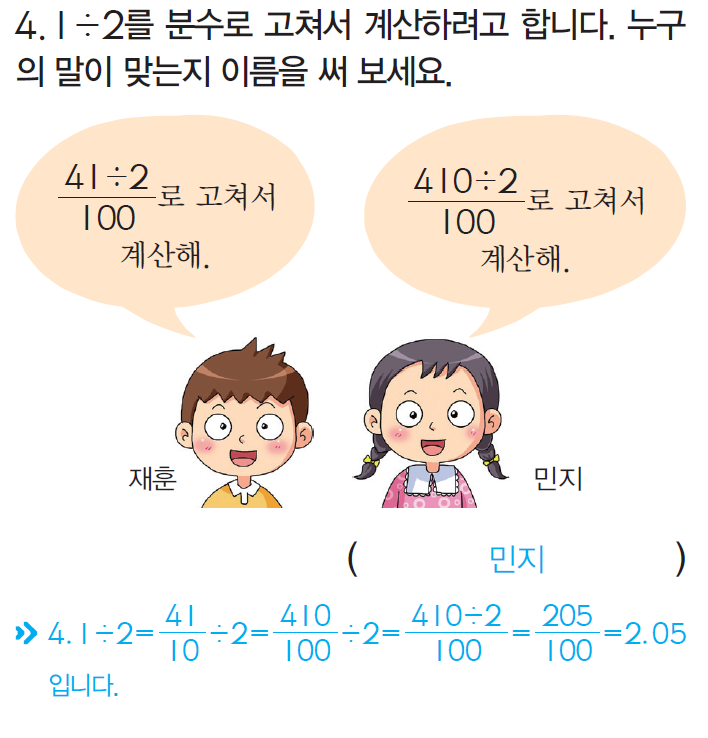 4.1÷2를 분수로 고쳐서 계산하려고 합니다. 누구
의 말이 맞는지 이름을 써 보세요.
41÷2/100로 고쳐서
계산해.
410÷2/100로 고쳐서
계산해.
재훈
민지
( 민지 )
» 4.1÷2=41/10÷2=410/100÷2=410÷2/100=205/100=2.05
입니다.